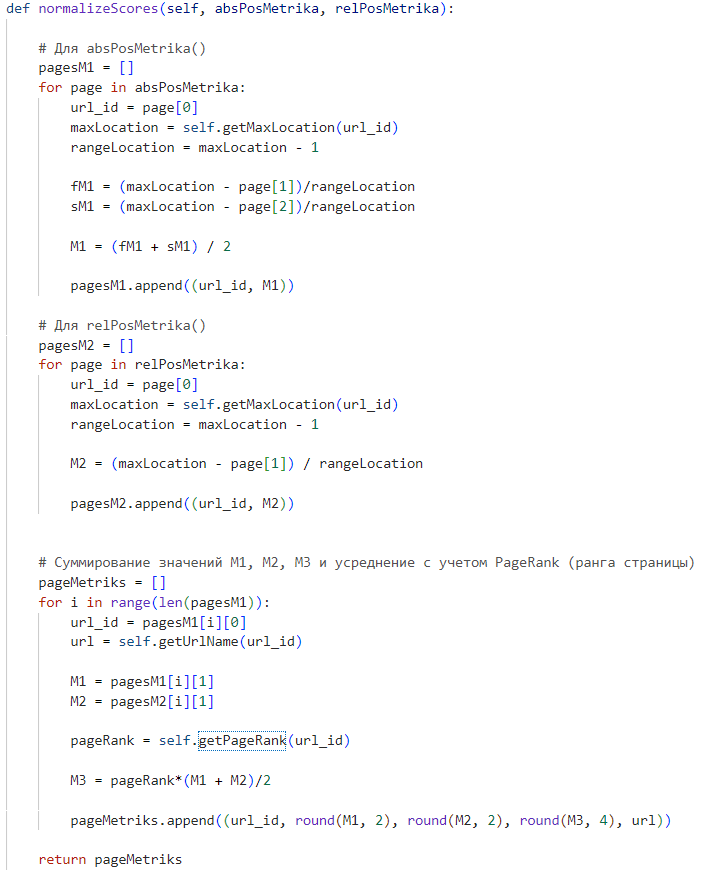 def normalizeScores(self, absPosMetrika, relPosMetrika):
# Для absPosMetrika()
pagesM1 = []
for page in absPosMetrika:
url_id = page[0]
maxLocation = self.getMaxLocation(url_id)
rangeLocation = maxLocation - 1
fM1 = (maxLocation - page[1])/rangeLocation
sM1 = (maxLocation - page[2])/rangeLocation
M1 = (fM1 + sM1) / 2
pagesM1.append((url_id, M1))
# Для relPosMetrika()
pagesM2 = []
for page in relPosMetrika:
url_id = page[0]
maxLocation = self.getMaxLocation(url_id)
rangeLocation = maxLocation - 1
M2 = (maxLocation - page[1]) / rangeLocation
pagesM2.append((url_id, M2))
# Суммирование значений M1, M2, M3 и усреднение с учетом PageRank (ранга страницы)
pageMetriks = []
for i in range(len(pagesM1)):
url_id = pagesM1[i][0]
url = self.getUrlName(url_id)
M1 = pagesM1[i][1]
M2 = pagesM2[i][1]
pageRank = self.getPageRank(url_id)
M3 = pageRank*(M1 + M2)/2
pageMetriks.append((url_id, round(M1, 2), round(M2, 2), round(M3, 4), url))
return pageMetriks